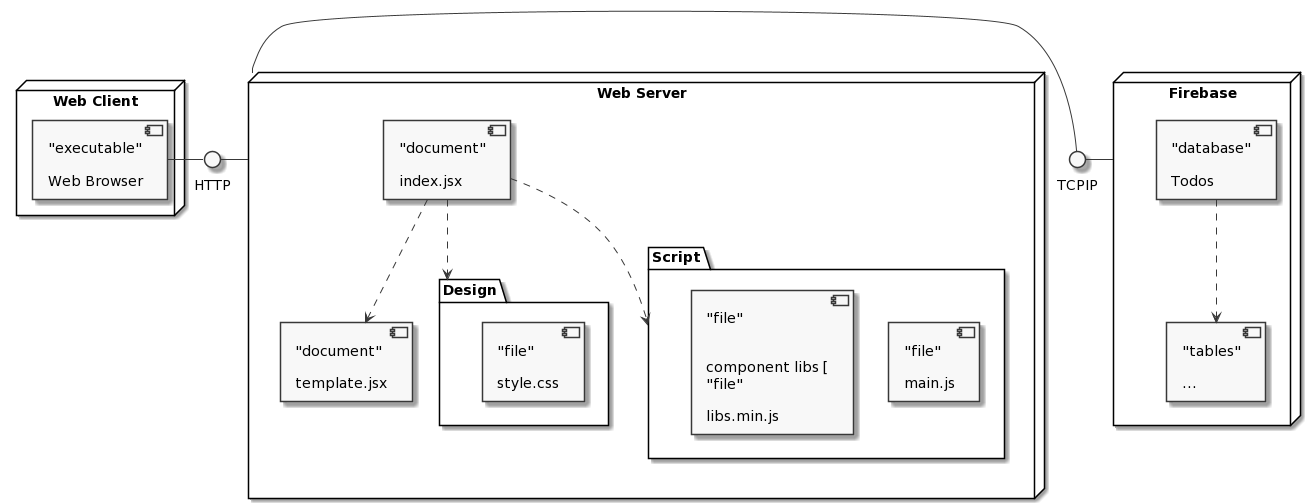 Web Client
"executable"
Web Browser
HTTP
Web Server
"document"
index.jsx
"document"
template.jsx
Design
"file"
style.css
Script
"file"
component libs [
"file"
libs.min.js
"file"
main.js
TCPIP
Firebase
"database"
Todos
"tables"
...